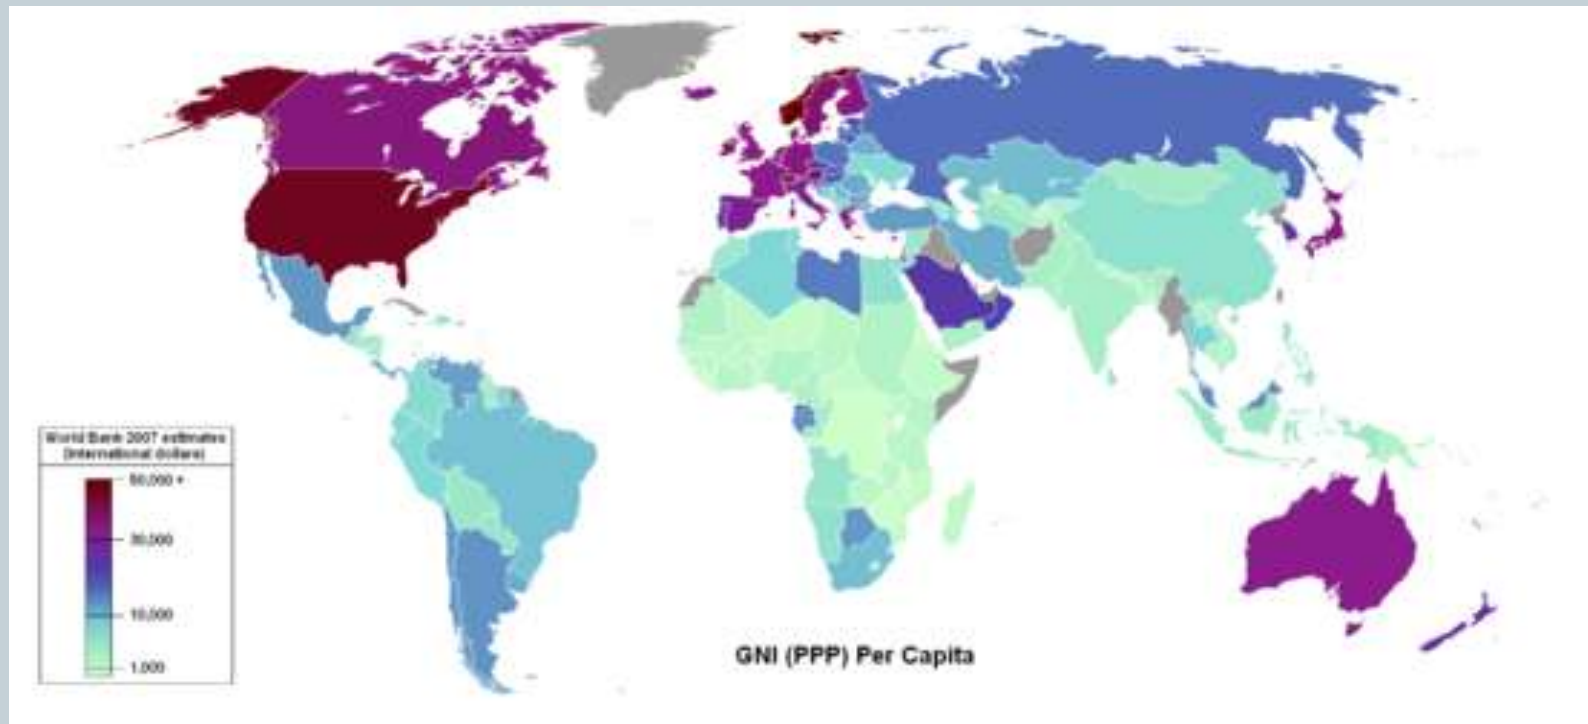 World Bank 2007 estimates
(International dollars)
50,000 +
30,000
10,000
1,000
GNI (PPP) Per Capita